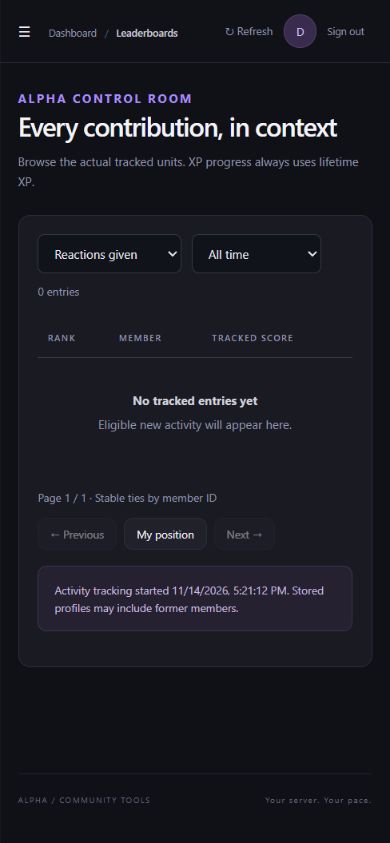 ☰ Dashboard / Leaderboards ↻ Refresh D Sign out
ALPHA CONTROL ROOM
Every contribution, in context
Browse the actual tracked units. XP progress always uses lifetime
XP.
Reactions given All time
0 entries
RANK MEMBER TRACKED SCORE
No tracked entries yet
Eligible new activity will appear here.
Page 1 / 1 · Stable ties by member ID
← Previous My position Next →
Activity tracking started 11/14/2026, 5:21:12 PM. Stored
profiles may include former members.
ALPHA / COMMUNITY TOOLS Your server. Your pace.